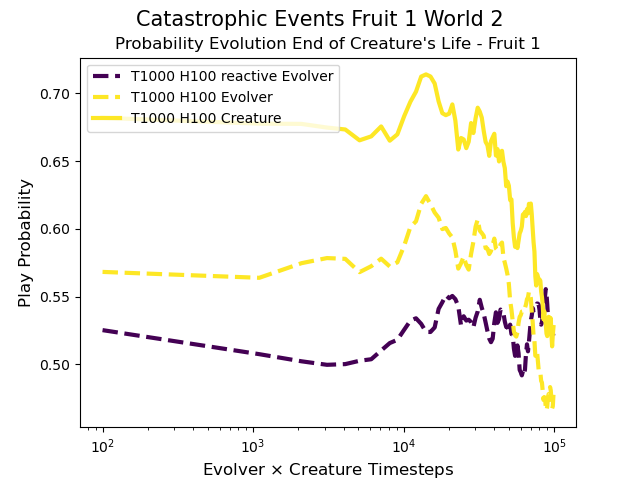 Catastrophic Events Fruit 1 World 2
Probability Evolution End of Creature's Life - Fruit 1
T1000 H100 reactive Evolver
T1000 H100 Evolver
T1000 H100 Creature
Play Probability
0.70
0.65
0.60
0.55
0.50
10² 10³ 10⁴ 10⁵
Evolver × Creature Timesteps